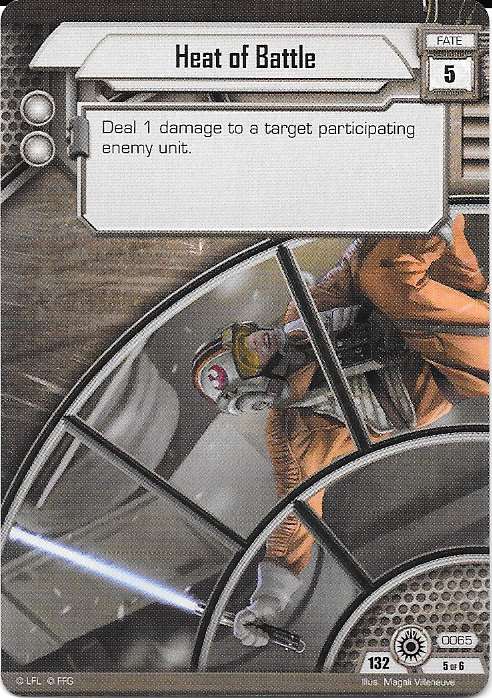 Heat of Battle
FATE
5
Deal 1 damage to a target participating
enemy unit.
0065
132
5 OF 6
© LFL © FFG
Illus. Magali Villeneuve